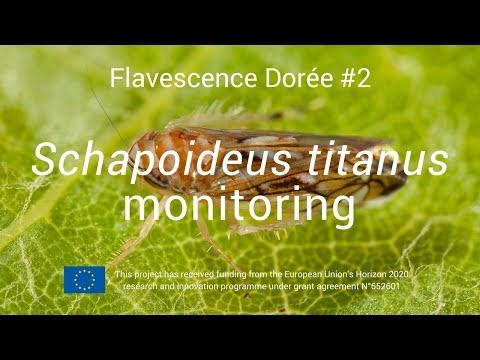 Flavescence Dorée #2
Schapoideus titanus
monitoring
This project has received funding from the European Union's Horizon 2020
research and innovation programme under grant agreement N°652601